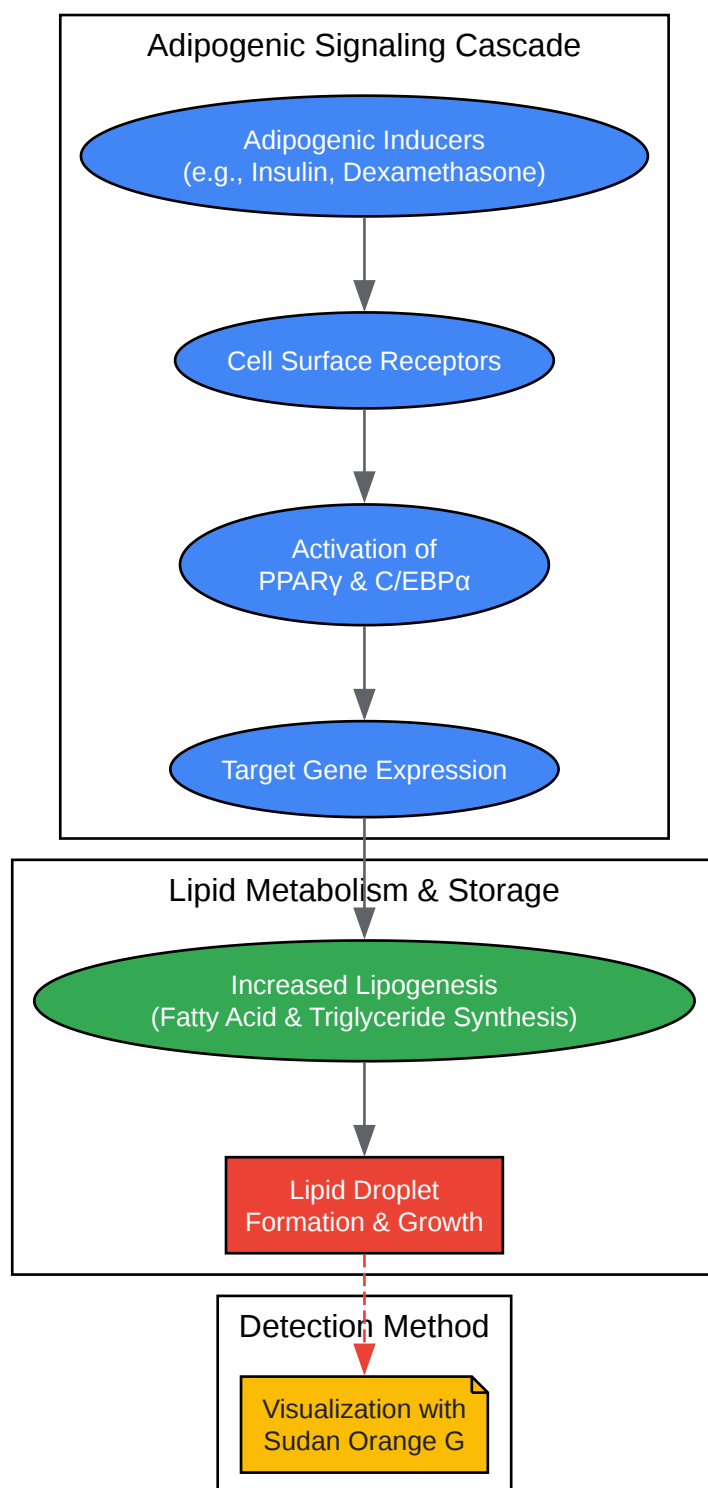 Adipogenic Signaling Cascade
Adipogenic Inducers
(e.g., Insulin, Dexamethasone)
Cell Surface Receptors
Activation of
PPARγ & C/EBPα
Target Gene Expression
Lipid Metabolism & Storage
Increased Lipogenesis
(Fatty Acid & Triglyceride Synthesis)
Lipid Droplet
Formation & Growth
Detection Method
Visualization with
Sudan Orange G